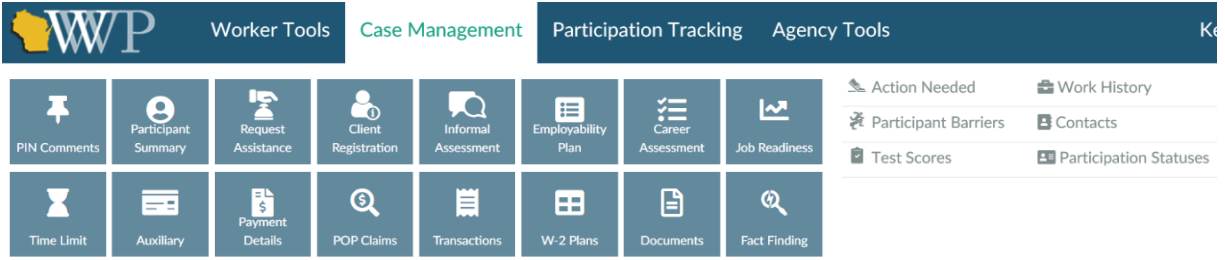 WWP Worker Tools Case Management Participation Tracking Agency Tools Ke
Action Needed Work History
Participant Barriers Contacts
Test Scores Participation Statuses
PIN Comments
Participant
Summary
Request
Assistance
Client
Registration
Informal
Assessment
Employability
Plan
Career
Assessment
Job Readiness
Time Limit
Auxiliary
Payment
Details
POP Claims
Transactions
W-2 Plans
Documents
Fact Finding